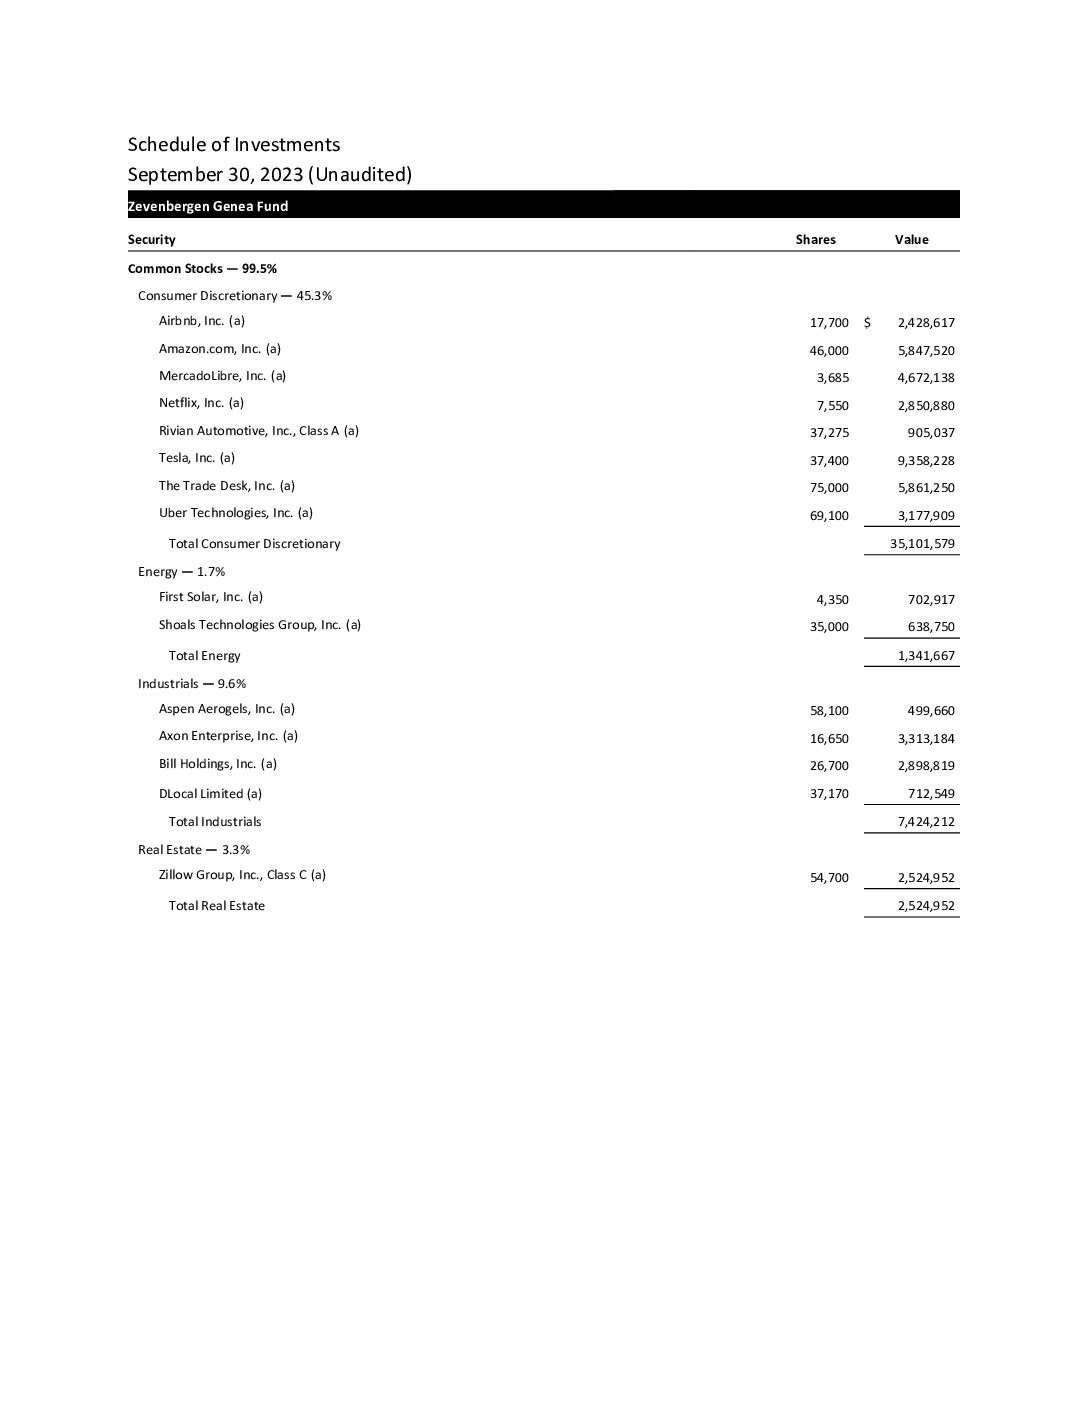 Schedule of Investments
September 30, 2023 (Unaudited)
Zevenbergen Genea Fund
Security Shares Value
Common Stocks — 99.5%
Consumer Discretionary — 45.3%
Airbnb, Inc. (a) 17,700 $ 2,428,617
Amazon.com, Inc. (a) 46,000 5,847,520
MercadoLibre, Inc. (a) 3,685 4,672,138
Netflix, Inc. (a) 7,550 2,850,880
Rivian Automotive, Inc., Class A (a) 37,275 905,037
Tesla, Inc. (a) 37,400 9,358,228
The Trade Desk, Inc. (a) 75,000 5,861,250
Uber Technologies, Inc. (a) 69,100 3,177,909
Total Consumer Discretionary 35,101,579
Energy — 1.7%
First Solar, Inc. (a) 4,350 702,917
Shoals Technologies Group, Inc. (a) 35,000 638,750
Total Energy 1,341,667
Industrials — 9.6%
Aspen Aerogels, Inc. (a) 58,100 499,660
Axon Enterprise, Inc. (a) 16,650 3,313,184
Bill Holdings, Inc. (a) 26,700 2,898,819
DLocal Limited (a) 37,170 712,549
Total Industrials 7,424,212
Real Estate — 3.3%
Zillow Group, Inc., Class C (a) 54,700 2,524,952
Total Real Estate 2,524,952